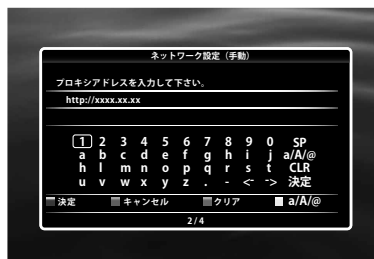 ネットワーク設定（手動）
プロキシアドレスを入力して下さい。
http://xxxx.xx.xx
1 2 3 4 5 6 7 8 9 0 SP
a b c d e f g h i j a/A/@
h l m n o p q r s t CLR
u v w x y z . - <- -> 決定
決定 キャンセル クリア a/A/@
2/4